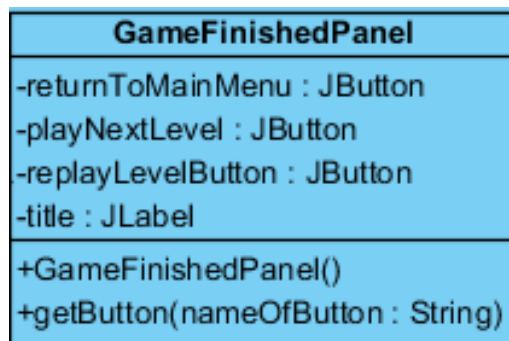 GameFinishedPanel
-returnToMainMenu : JButton
-playNextLevel : JButton
-replayLevelButton : JButton
-title : JLabel
+GameFinishedPanel()
+getButton(nameOfButton : String)